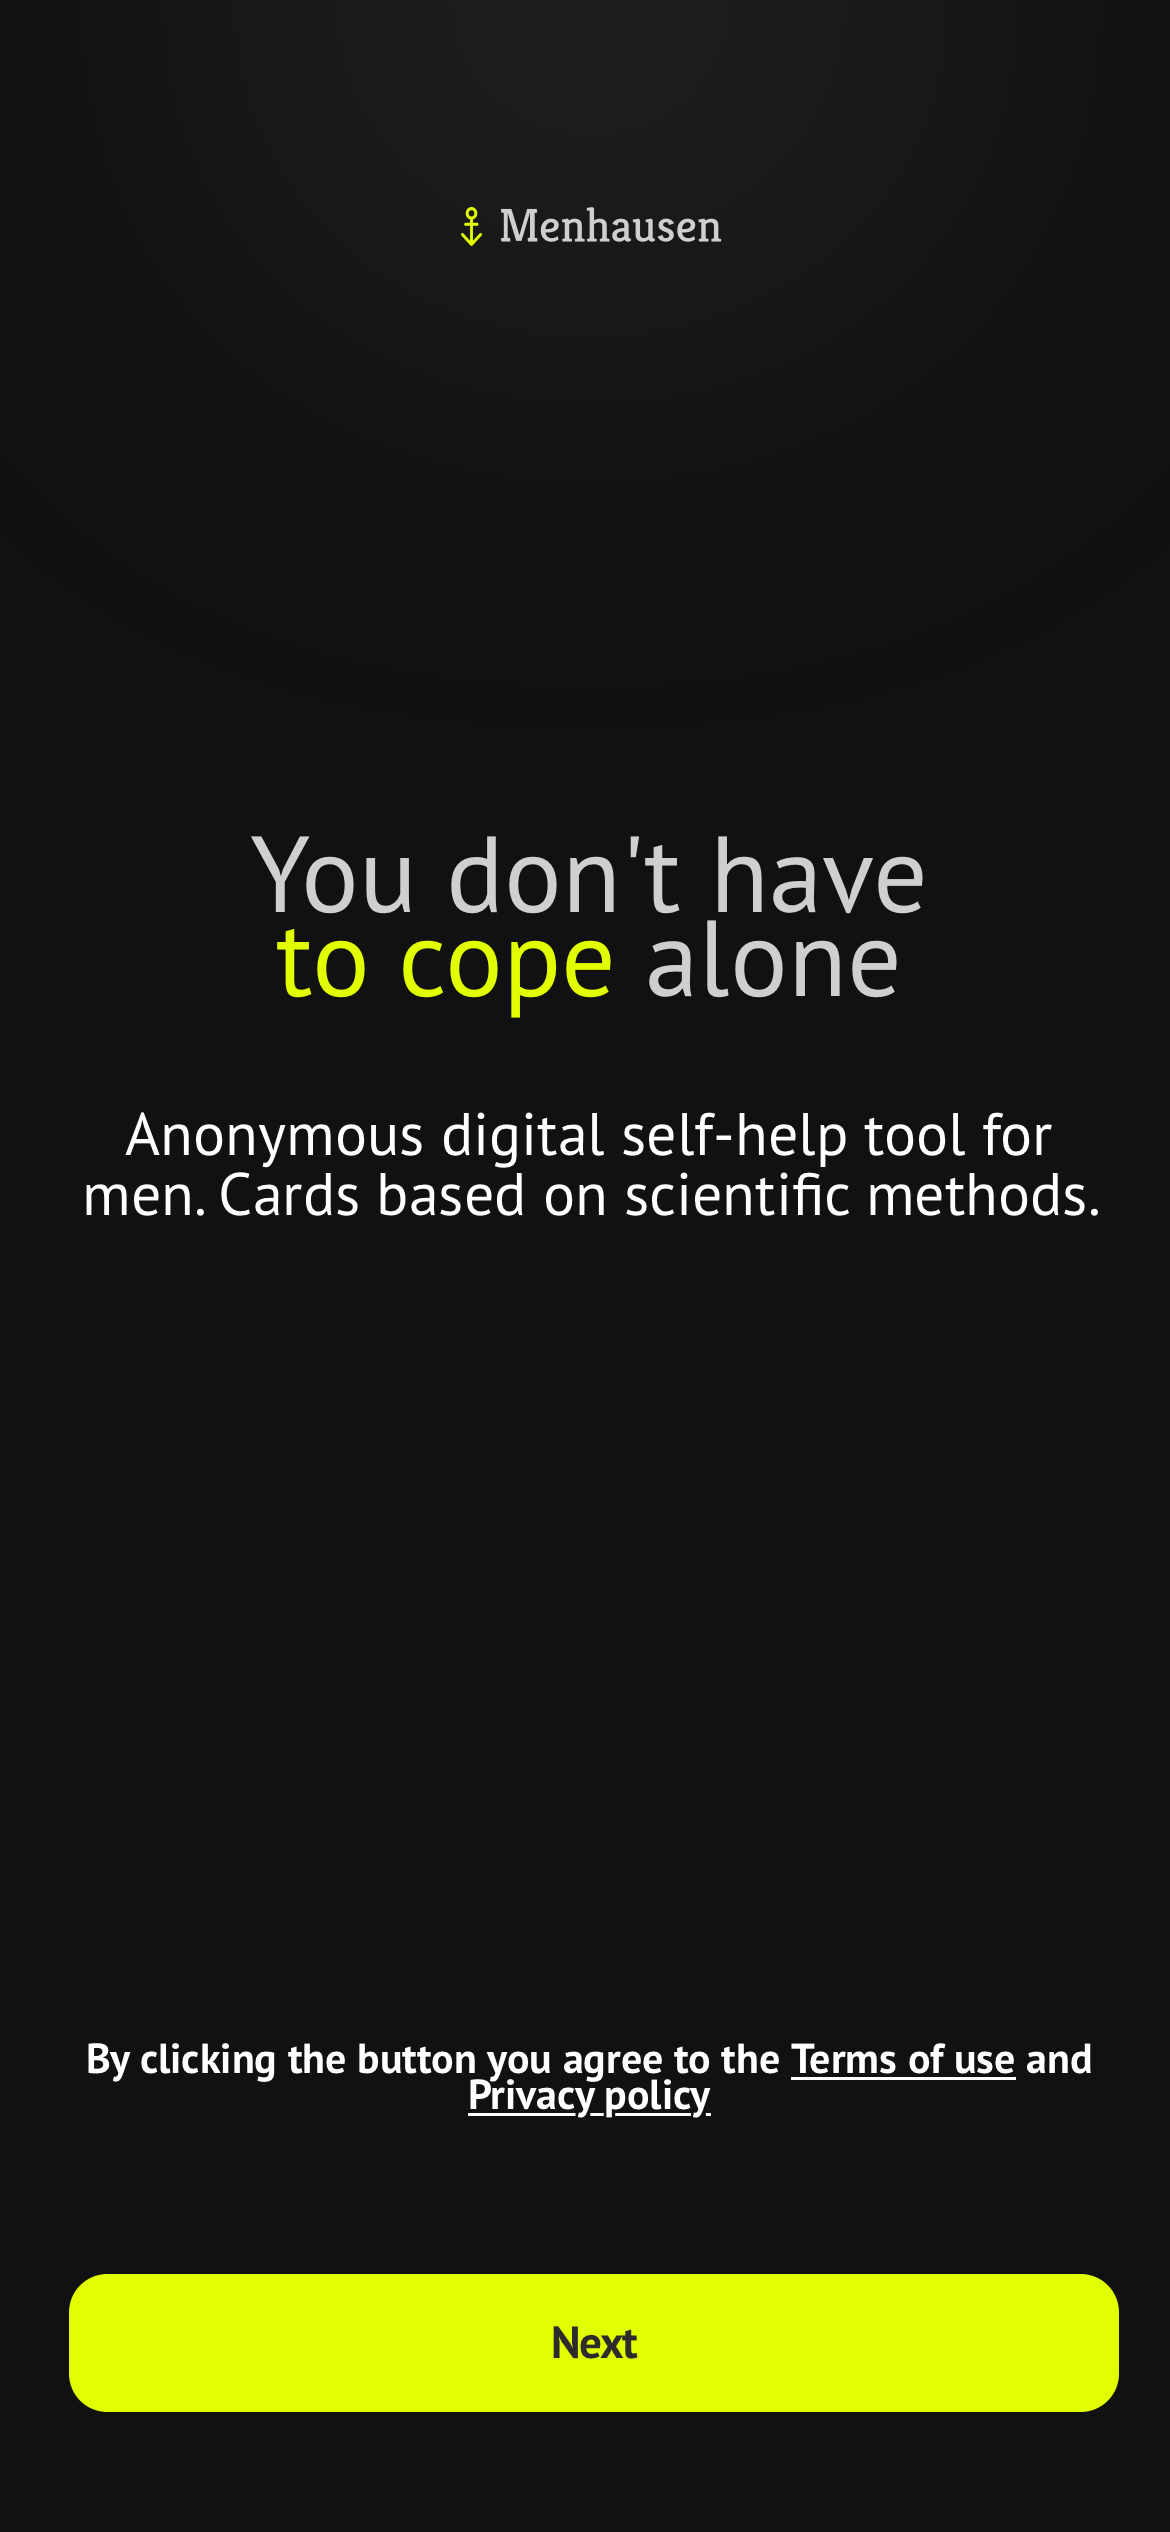 Menhausen
You don't have
to cope alone
Anonymous digital self-help tool for
men. Cards based on scientific methods.
By clicking the button you agree to the Terms of use and
Privacy policy
Next